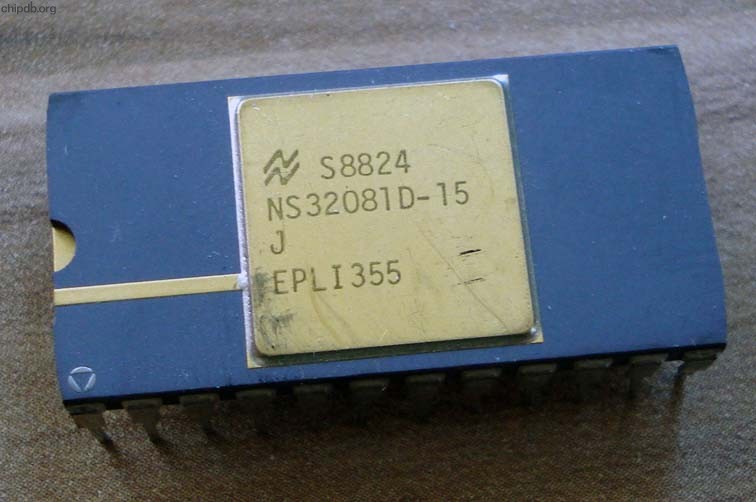 chipdb.org
S8824
NS32081D-15
J
EPLI355